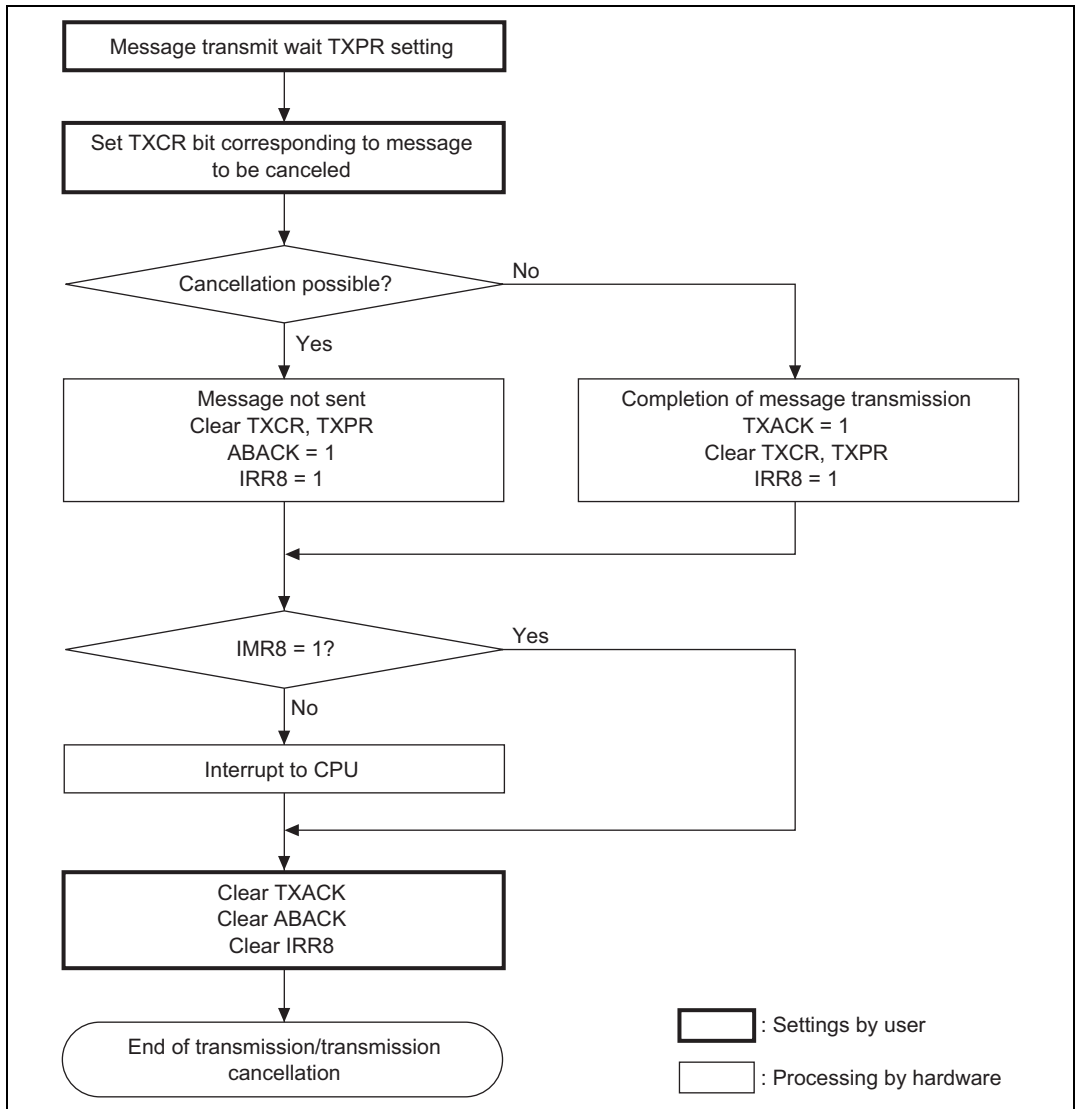 Message transmit wait TXPR setting
Set TXCR bit corresponding to message
to be canceled
Cancellation possible?
No
Yes
Message not sent
Clear TXCR, TXPR
ABACK = 1
IRR8 = 1
Completion of message transmission
TXACK = 1
Clear TXCR, TXPR
IRR8 = 1
IMR8 = 1?
Yes
No
Interrupt to CPU
Clear TXACK
Clear ABACK
Clear IRR8
End of transmission/transmission
cancellation
: Settings by user
: Processing by hardware